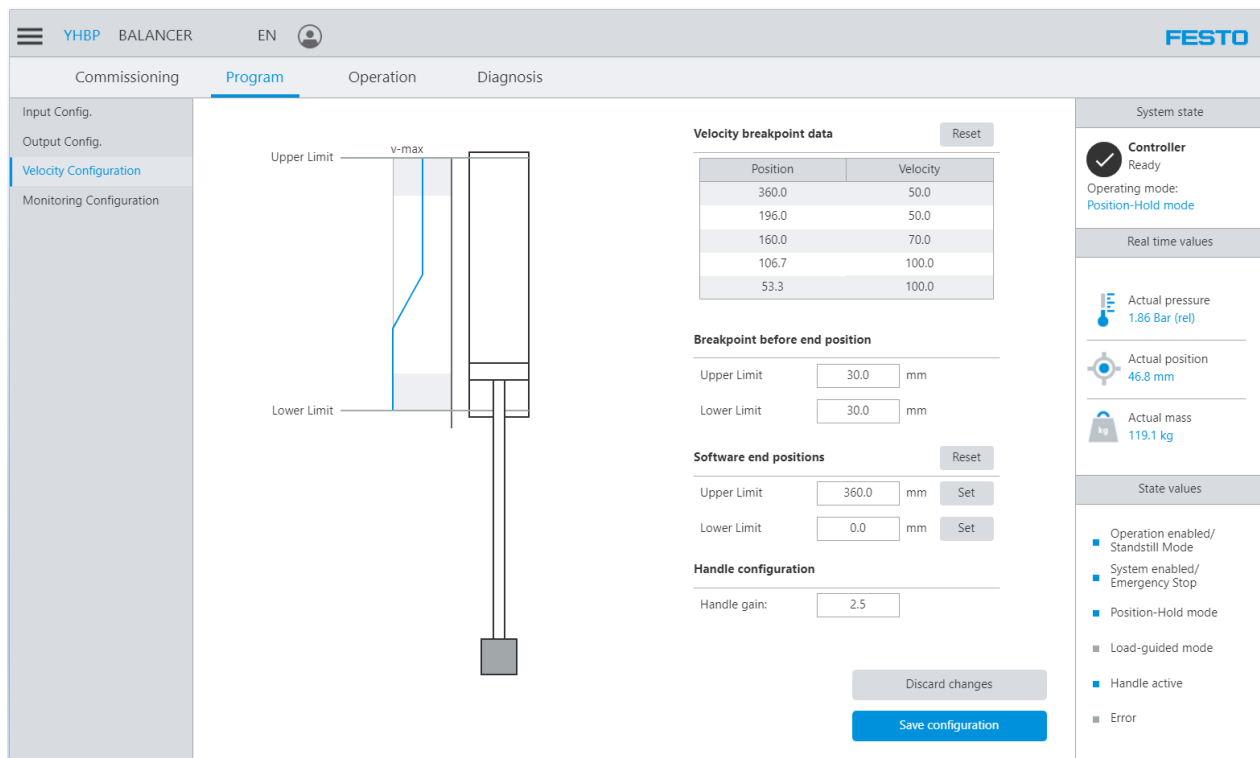 YHBP BALANCER EN FESTO
Commissioning Program Operation Diagnosis
Input Config.
Output Config.
Velocity Configuration
Monitoring Configuration
Upper Limit
v-max
Lower Limit
Velocity breakpoint data Reset
Position Velocity
360.0 50.0
196.0 50.0
160.0 70.0
106.7 100.0
53.3 100.0
Breakpoint before end position
Upper Limit 30.0 mm
Lower Limit 30.0 mm
Software end positions Reset
Upper Limit 360.0 mm Set
Lower Limit 0.0 mm Set
Handle configuration
Handle gain: 2.5
Discard changes
Save configuration
System state
Controller
Ready
Operating mode:
Position-Hold mode
Real time values
Actual pressure
1.86 Bar (rel)
Actual position
46.8 mm
kg
Actual mass
119.1 kg
State values
Operation enabled/
Standstill Mode
System enabled/
Emergency Stop
Position-Hold mode
Load-guided mode
Handle active
Error